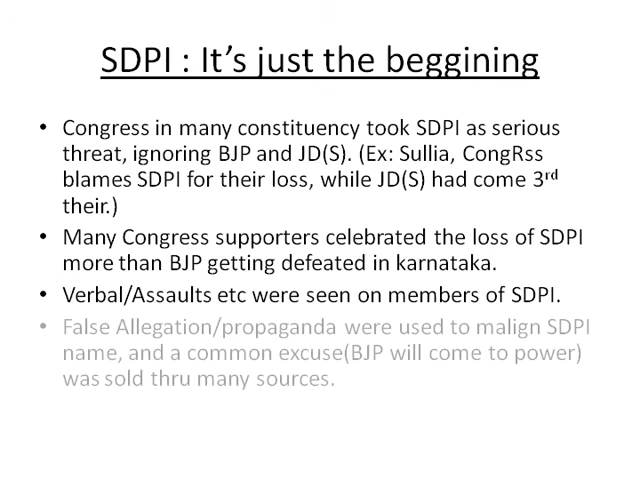 SDPI : It's just the beggining
• Congress in many constituency took SDPI as serious
threat, ignoring BJP and JD(S). (Ex: Sullia, CongRss
blames SDPI for their loss, while JD(S) had come 3rd
their.)
• Many Congress supporters celebrated the loss of SDPI
more than BJP getting defeated in karnataka.
• Verbal/Assaults etc were seen on members of SDPI.
• False Allegation/propaganda were used to malign SDPI
name, and a common excuse(BJP will come to power)
was sold thru many sources.